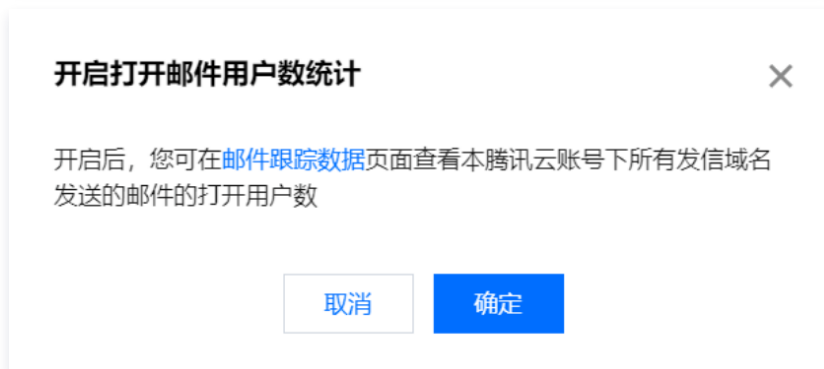 开启打开邮件用户数统计
开启后，您可在邮件跟踪数据页面查看本腾讯云账号下所有发信域名
发送的邮件的打开用户数
取消
确定